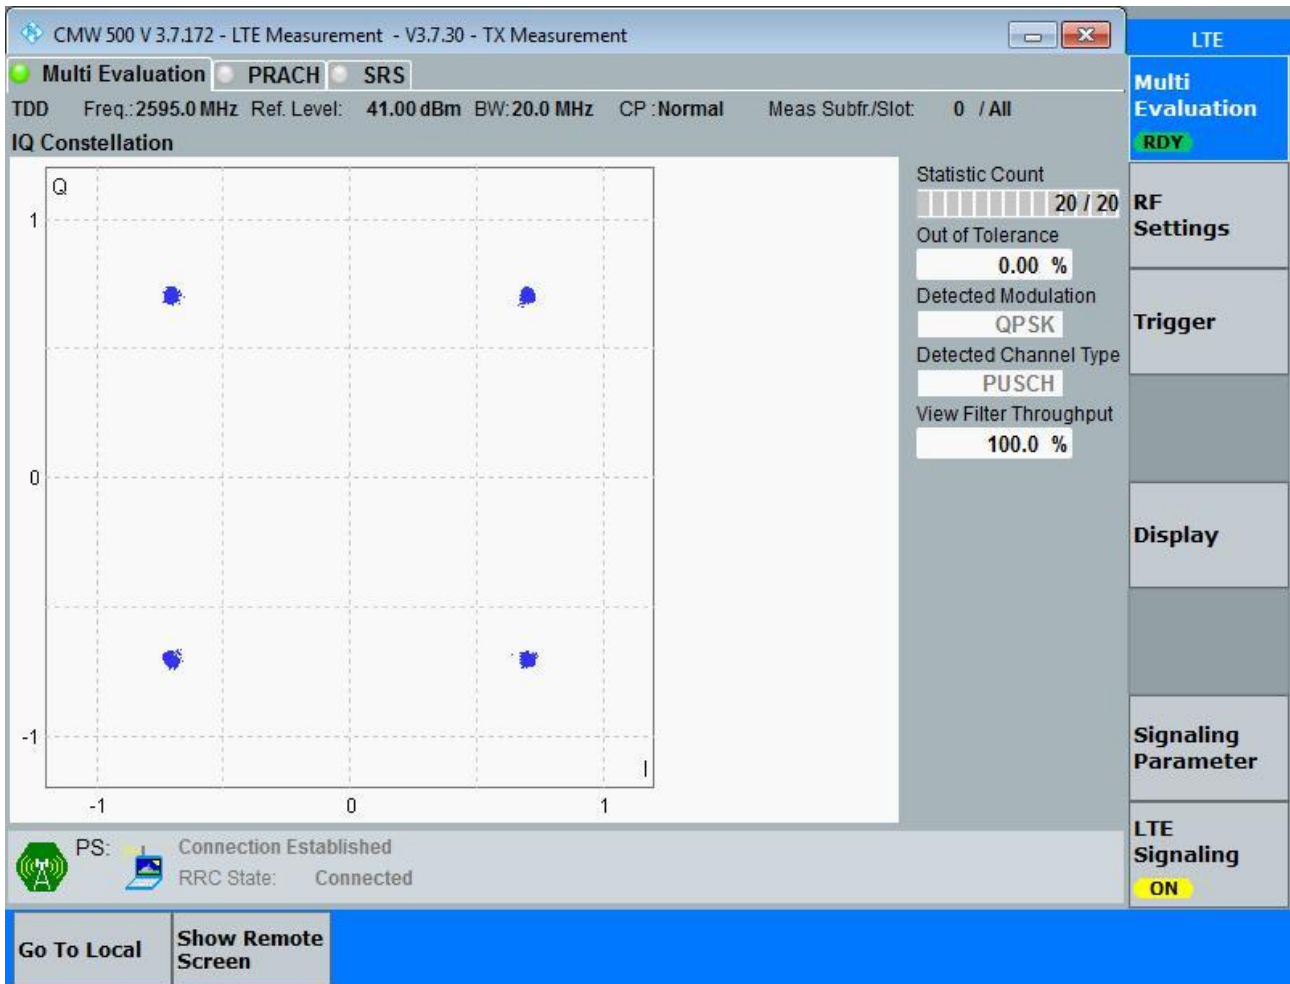 CMW 500 V 3.7.172 - LTE Measurement - V3.7.30 - TX Measurement
LTE
Multi Evaluation PRACH SRS
TDD Freq.: 2595.0 MHz Ref. Level: 41.00 dBm BW: 20.0 MHz CP : Normal Meas Subfr./Slot: 0 / All
IQ Constellation
Q
1
0
-1
I
-1 0 1
Statistic Count
20 / 20
Out of Tolerance
0.00 %
Detected Modulation
QPSK
Detected Channel Type
PUSCH
View Filter Throughput
100.0 %
Multi
Evaluation
RDY
RF
Settings
Trigger
Display
Signaling
Parameter
LTE
Signaling
ON
PS: Connection Established
RRC State: Connected
Go To Local
Show Remote
Screen